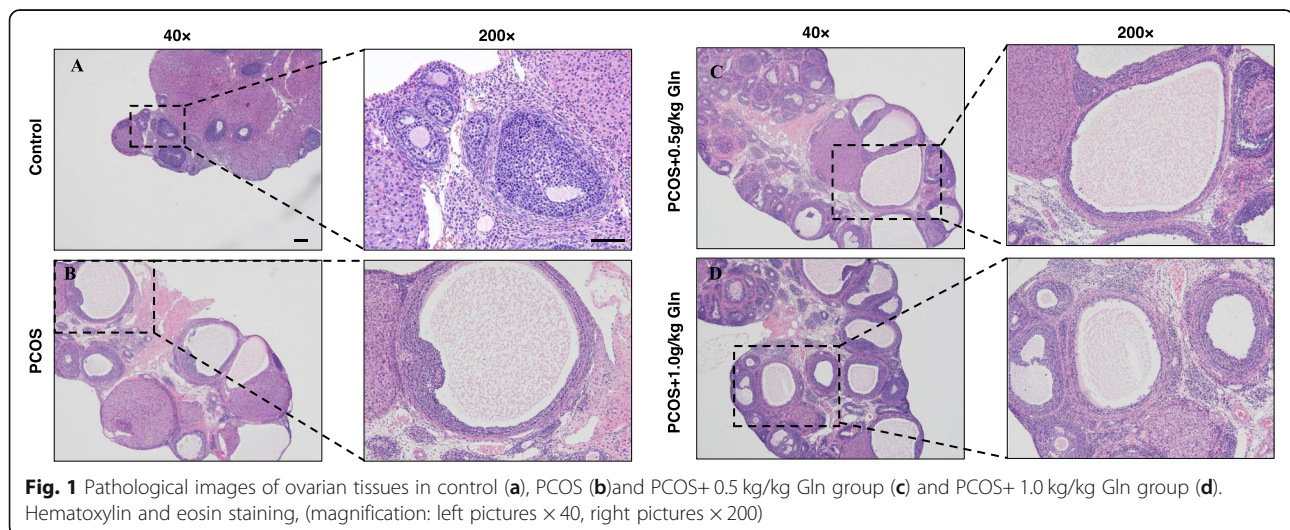 40×
200×
40×
200×
Control
A
PCOS
B
PCOS+0.5g/kg Gln
C
PCOS+1.0g/kg Gln
D
Fig. 1 Pathological images of ovarian tissues in control (a), PCOS (b)and PCOS+ 0.5 kg/kg Gln group (c) and PCOS+ 1.0 kg/kg Gln group (d).
Hematoxylin and eosin staining, (magnification: left pictures × 40, right pictures × 200)